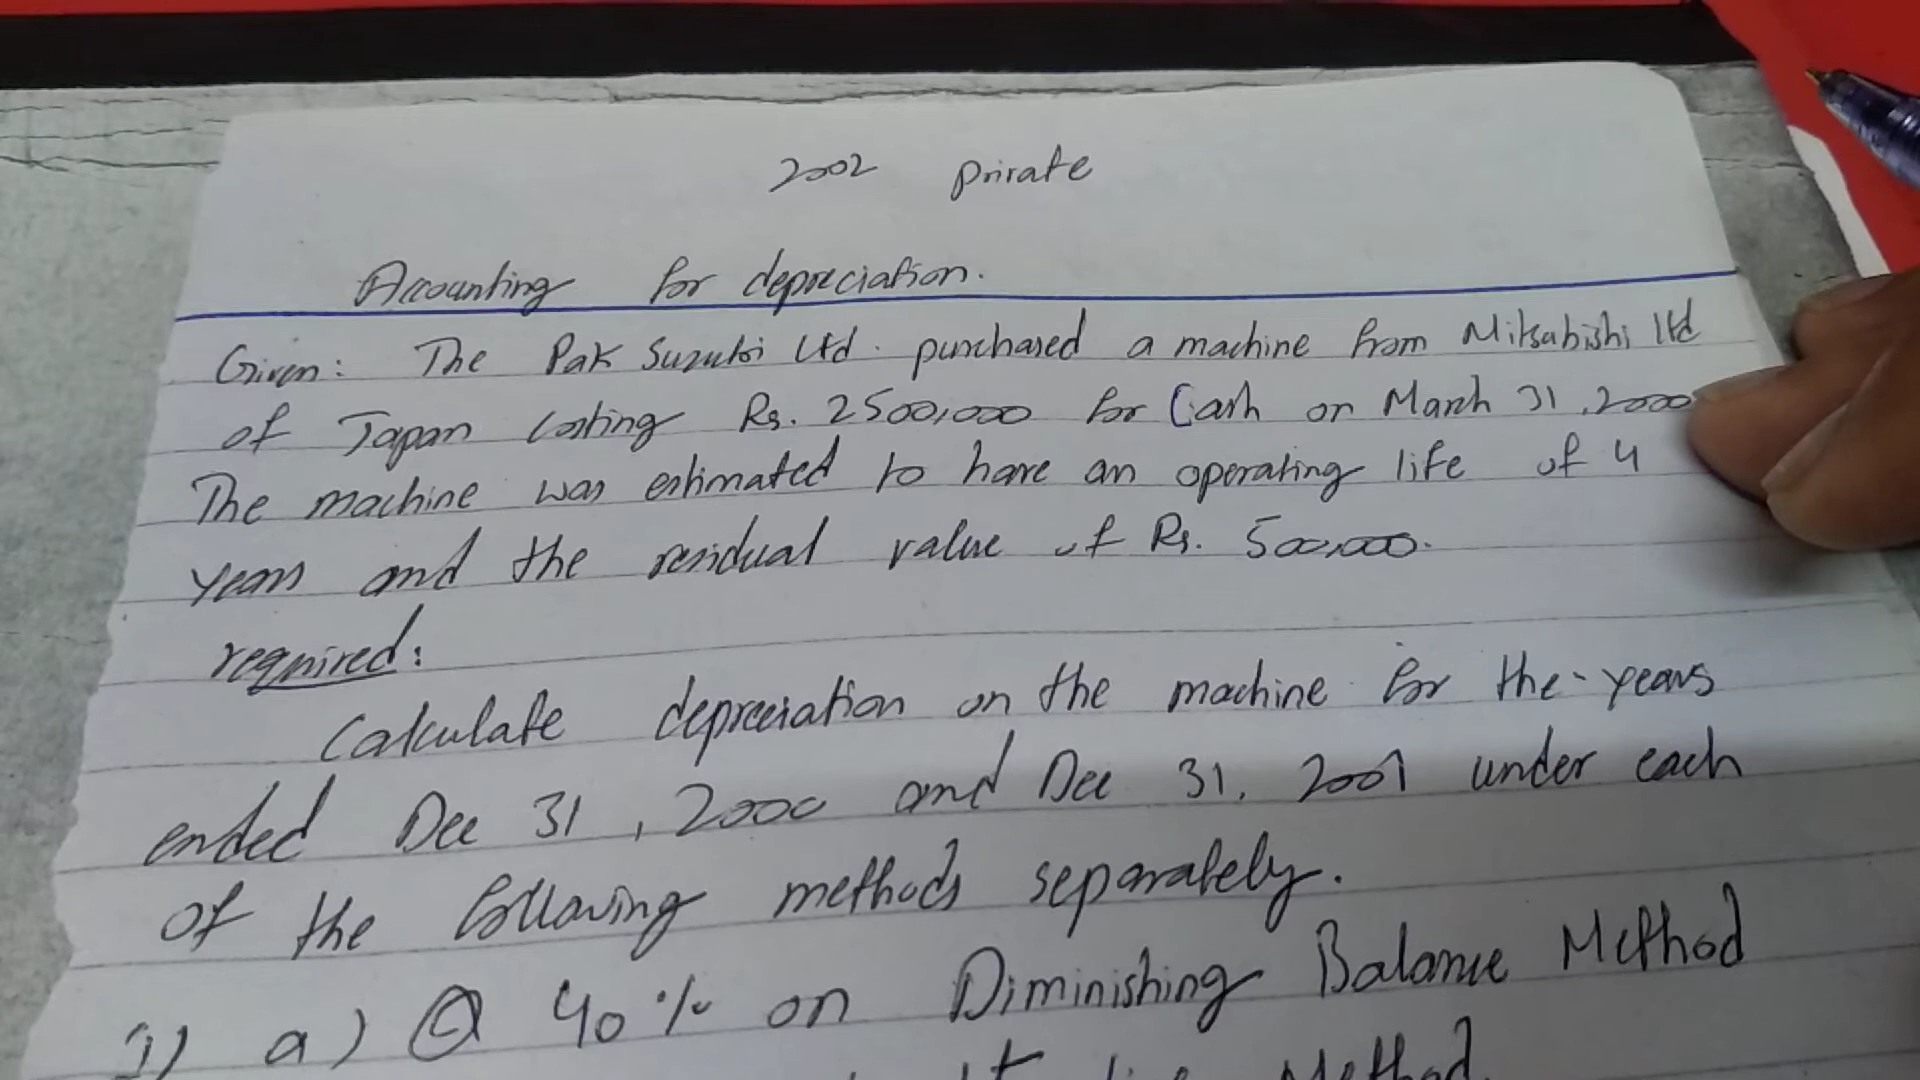 2002 private
Accounting for depreciation.
Given: The Pak Suzuki Ltd. purchased a machine from Mitsubishi ltd
of Japan costing Rs. 2500,000 for Cash on March 31, 2000
The machine was estimated to have an operating life of 4
years and the residual value of Rs. 500,000.
required:
Calculate depreciation on the machine for the years
ended Dec 31, 2000 and Dec 31, 2001 under each
of the following methods separately.
1) a) @ 40% on Diminishing Balance Method
Method